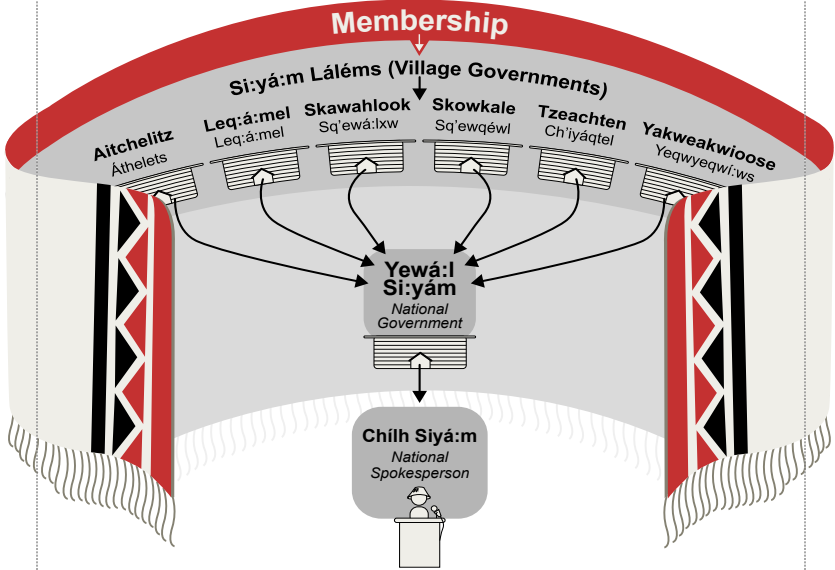 Membership
Si:yá:m Láléms (Village Governments)
Aitchelitz
Áthelets
Leq:á:mel
Leq:á:mel
Skawahlook
Sq'ewá:lxw
Skowkale
Sq'ewqéwl
Tzeachten
Ch'iyáqtel
Yakweakwioose
Yeqwyeqwí:ws
Yewá:l
Si:yám
National
Government
Chílh Siyá:m
National
Spokesperson